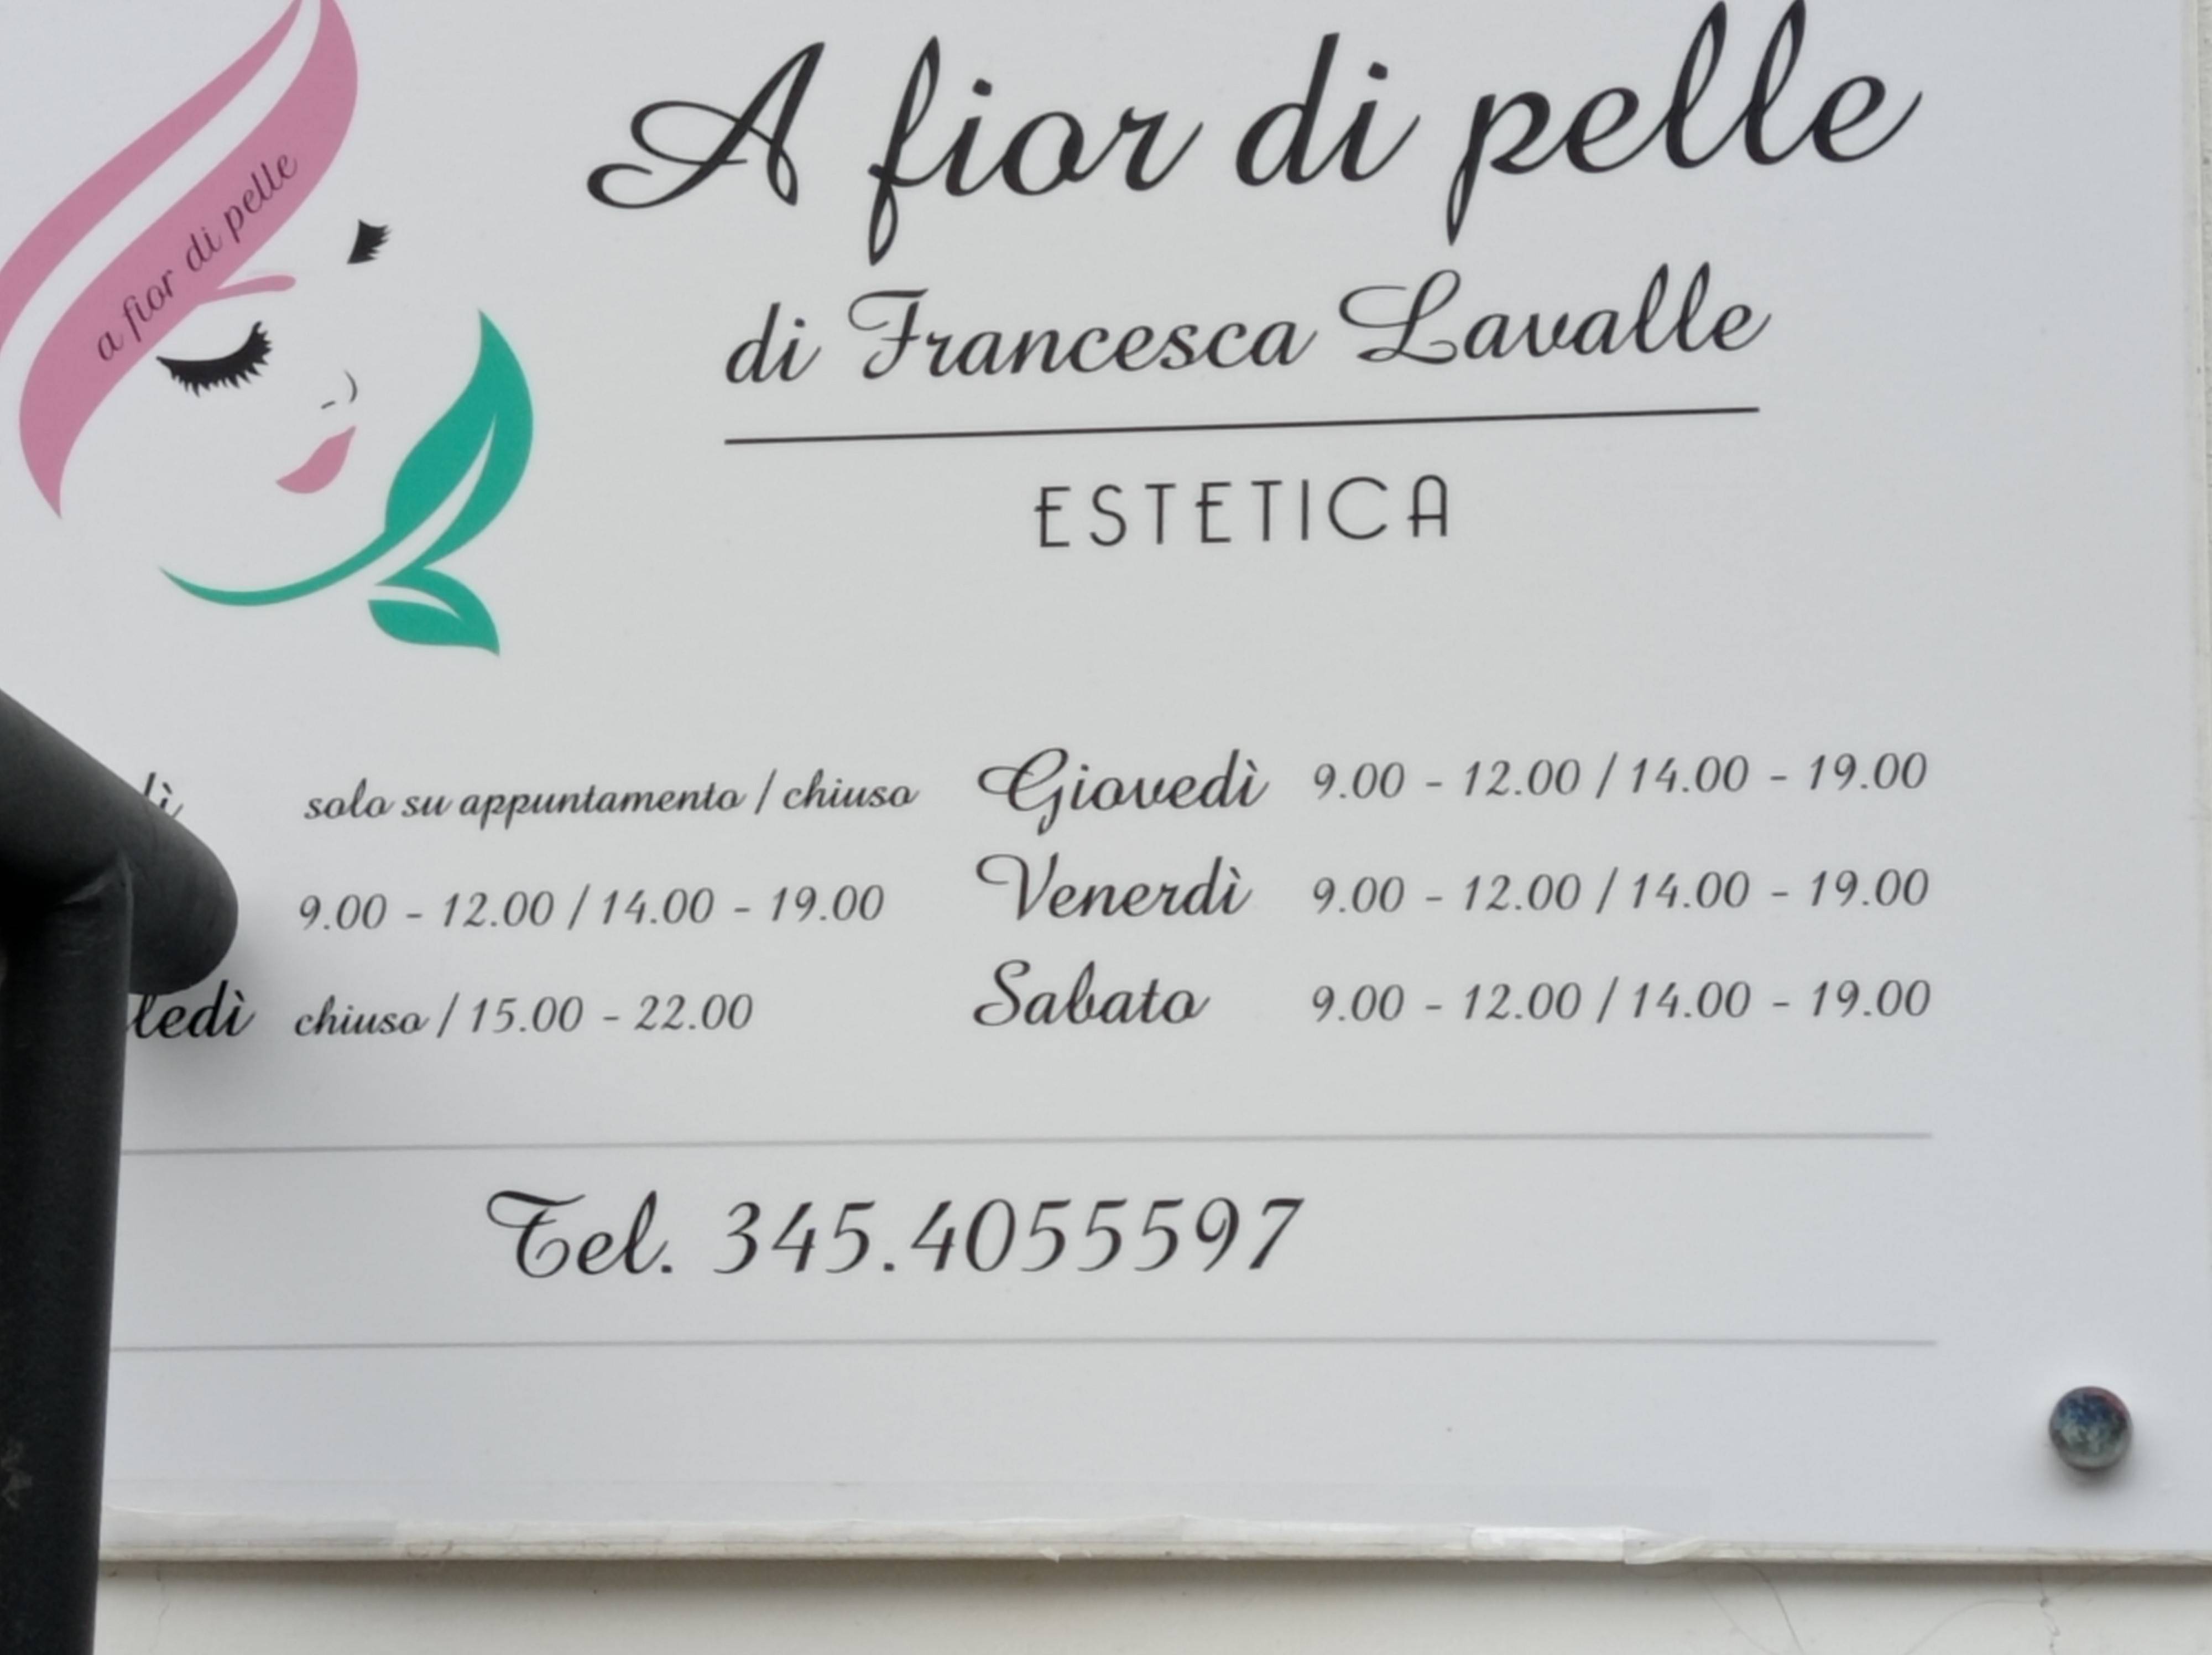 a fior di pelle
A fior di pelle
di Francesca Lavalle
ESTETICA
solo su appuntamento / chiuso
9.00 - 12.00 / 14.00 - 19.00
chiuso / 15.00 - 22.00
Giovedì 9.00 - 12.00 / 14.00 - 19.00
Venerdì 9.00 - 12.00 / 14.00 - 19.00
Sabato 9.00 - 12.00 / 14.00 - 19.00
Tel. 345.4055597